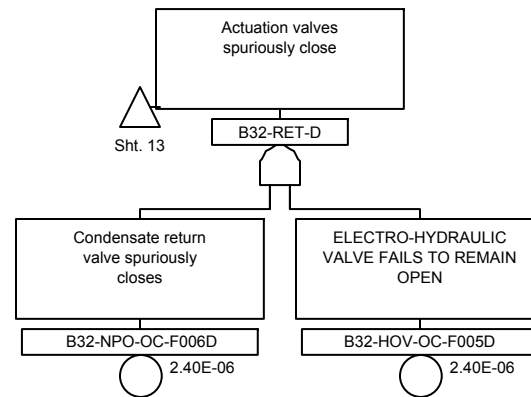 Actuation valves
spuriously close
Sht. 13
B32-RET-D
Condensate return
valve spuriously
closes
B32-NPO-OC-F006D
2.40E-06
ELECTRO-HYDRAULIC
VALVE FAILS TO REMAIN
OPEN
B32-HOV-OC-F005D
2.40E-06